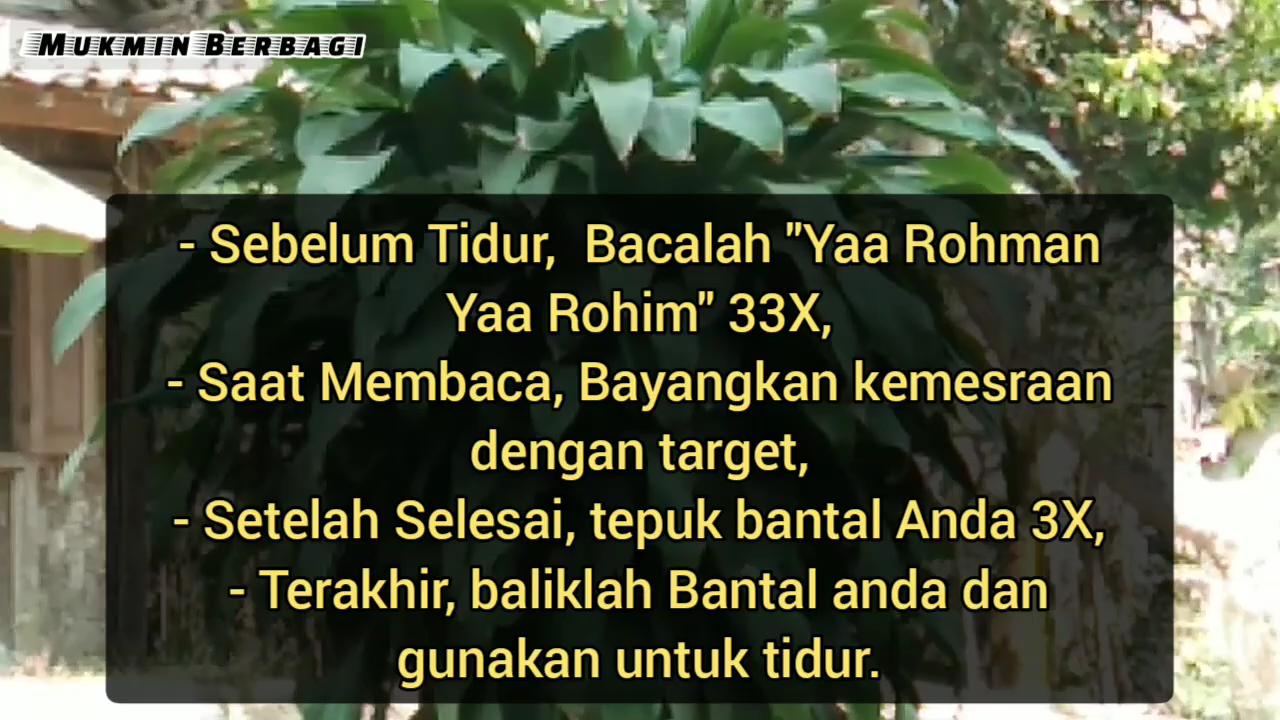 MUKMIN BERBAGI
- Sebelum Tidur, Bacalah "Yaa Rohman
Yaa Rohim" 33X,
- Saat Membaca, Bayangkan kemesraan
dengan target,
- Setelah Selesai, tepuk bantal Anda 3X,
- Terakhir, baliklah Bantal anda dan
gunakan untuk tidur.